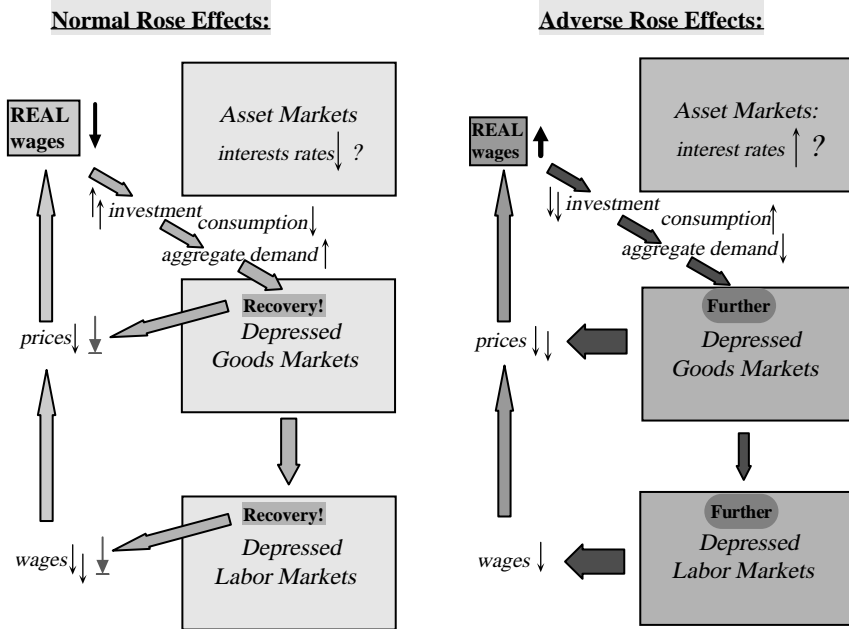 Normal Rose Effects:
REAL
wages
Asset Markets
interests rates ?
investment
consumption
aggregate demand
Recovery!
Depressed
Goods Markets
prices
Recovery!
Depressed
Labor Markets
wages
Adverse Rose Effects:
REAL
wages
Asset Markets:
interest rates ?
investment
consumption
aggregate demand
Further
Depressed
Goods Markets
prices
Further
Depressed
Labor Markets
wages